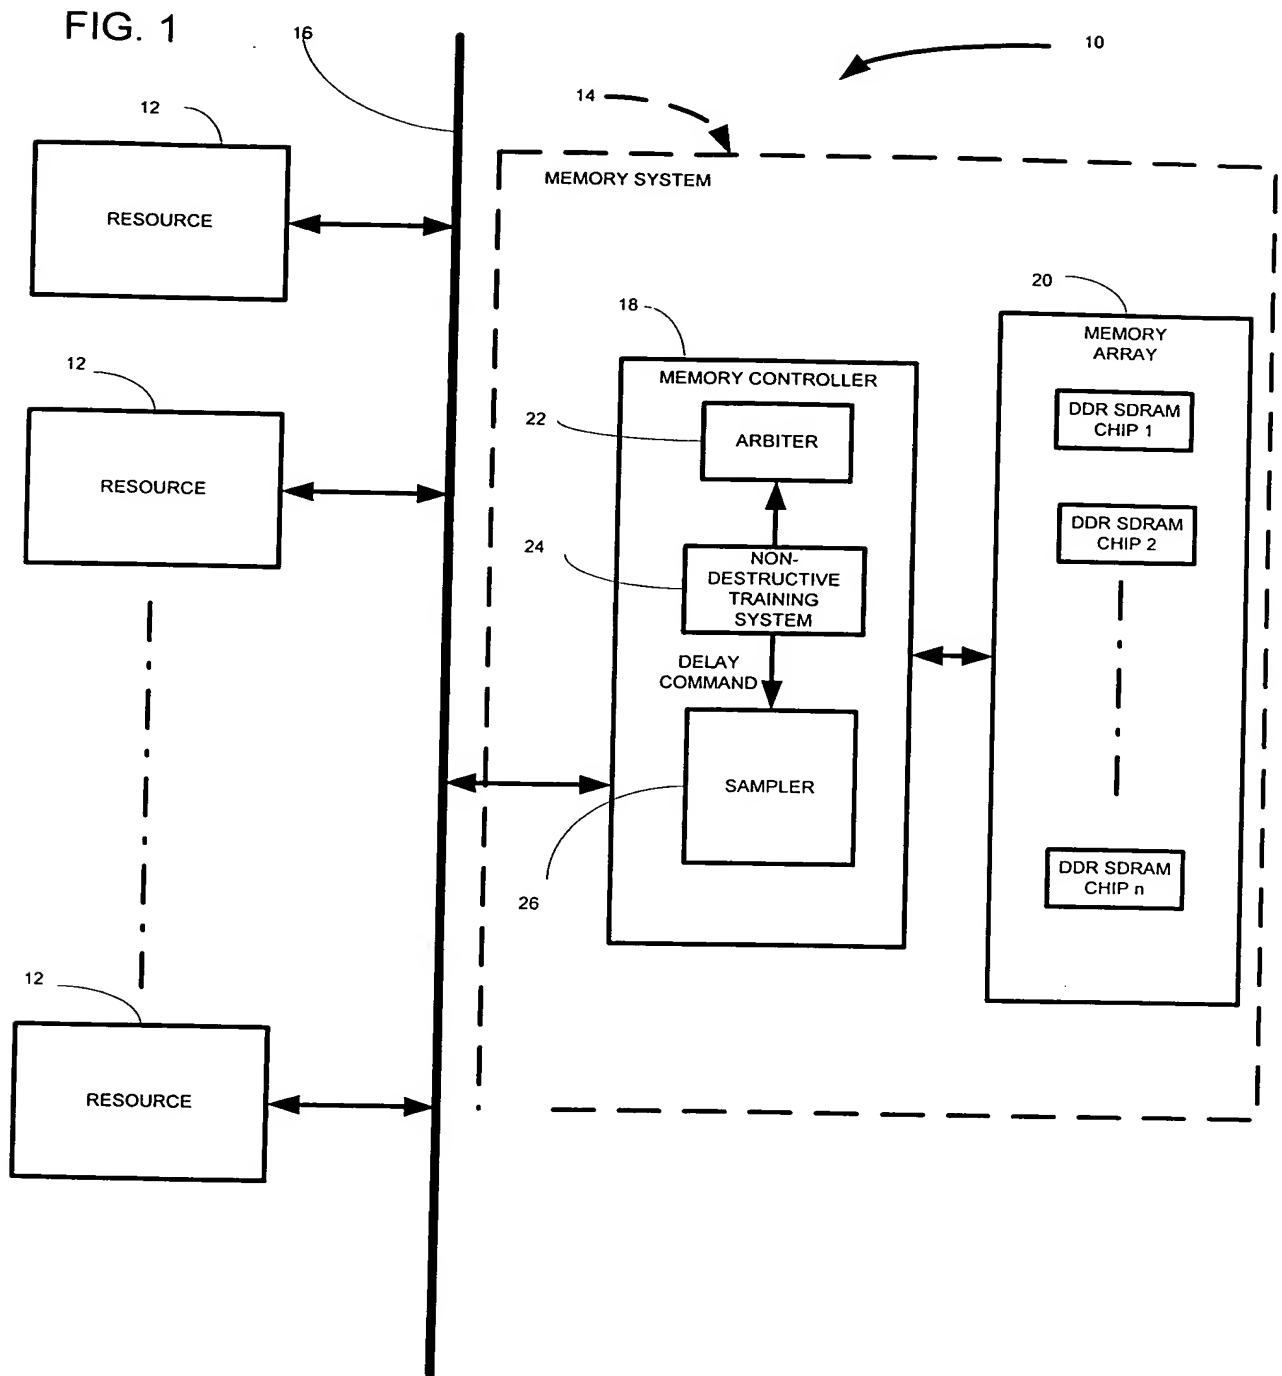 FIG. 1
16
10
14
12
MEMORY SYSTEM
RESOURCE
20
18
MEMORY
ARRAY
12
MEMORY CONTROLLER
DDR SDRAM
CHIP 1
22
ARBITER
RESOURCE
DDR SDRAM
CHIP 2
24
NON-
DESTRUCTIVE
TRAINING
SYSTEM
DELAY
COMMAND
SAMPLER
DDR SDRAM
CHIP n
26
12
RESOURCE